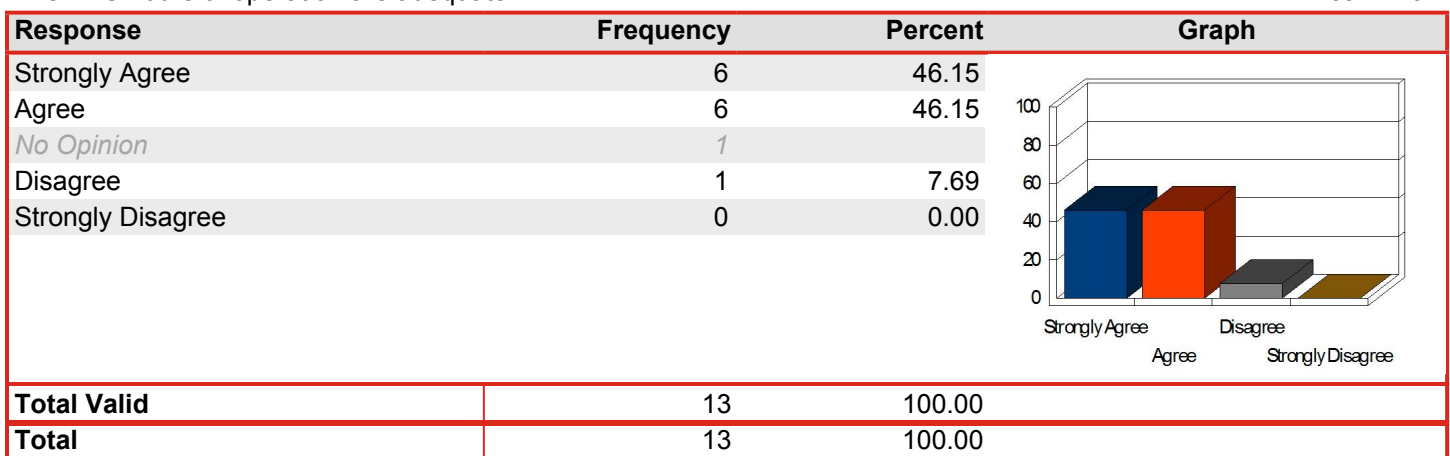 Response Frequency Percent Graph
Strongly Agree 6 46.15
Agree 6 46.15
No Opinion 1
Disagree 1 7.69
Strongly Disagree 0 0.00
100
80
60
40
20
0
Strongly Agree Disagree
Agree Strongly Disagree
Total Valid 13 100.00
Total 13 100.00